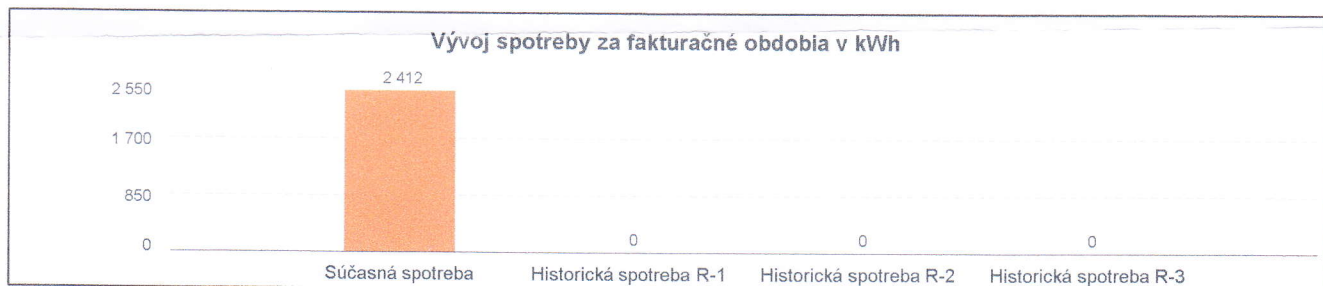 Vývoj spotreby za fakturačné obdobia v kWh
2 412
2 550
1 700
850
0
0
0
0
Súčasná spotreba
Historická spotreba R-1
Historická spotreba R-2
Historická spotreba R-3